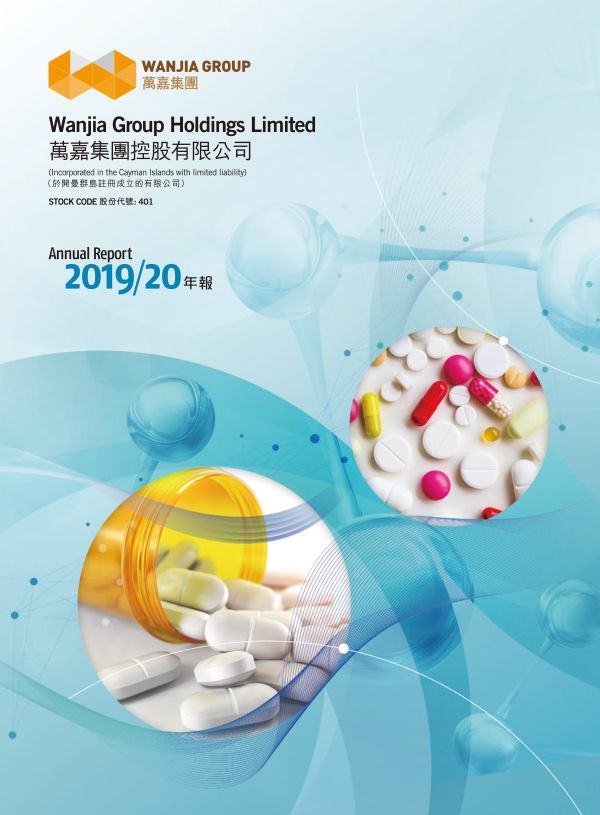 WANJIA GROUP
萬嘉集團
Wanjia Group Holdings Limited
萬嘉集團控股有限公司
(Incorporated in the Cayman Islands with limited liability)
（於開曼群島註冊成立的有限公司）
STOCK CODE 股份代號: 401
Annual Report
2019/20 年報